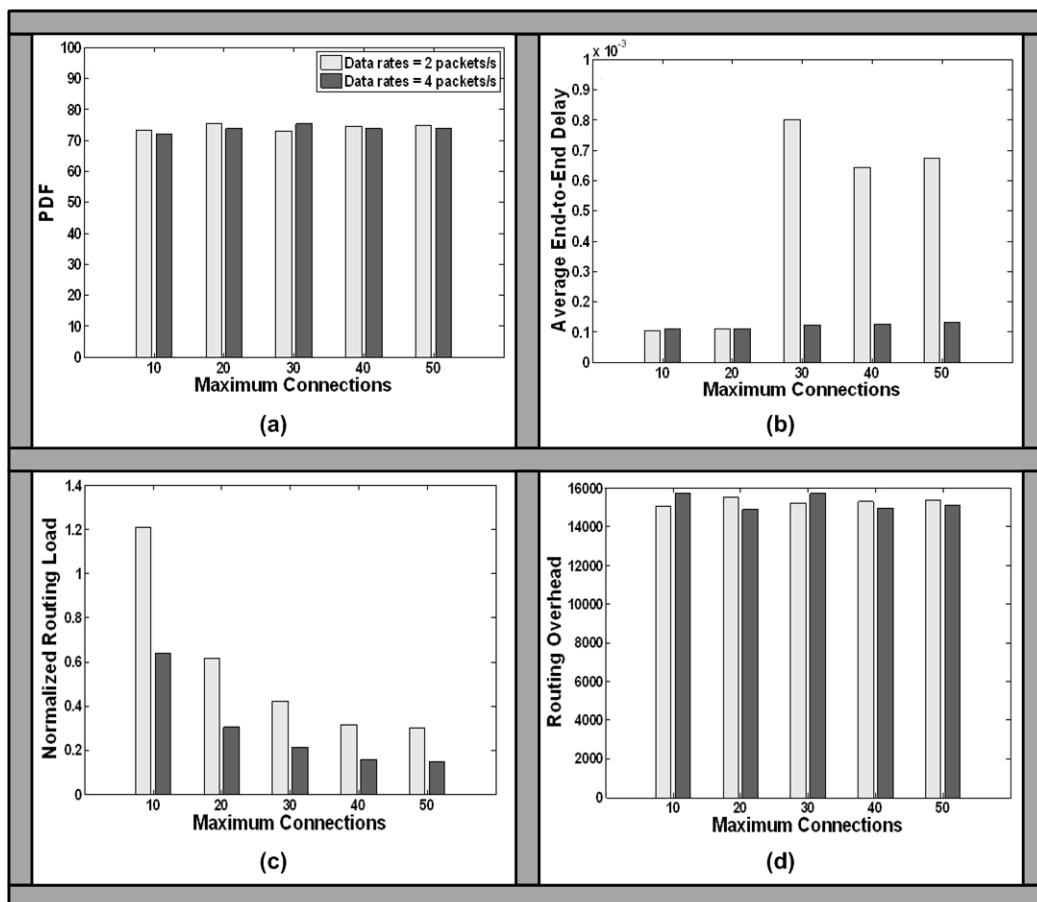 100
90
80
70
60
50
40
30
20
10
0
PDF
Data rates = 2 packets/s
Data rates = 4 packets/s
10 20 30 40 50
Maximum Connections
(a)
x 10⁻³
1
0.9
0.8
0.7
0.6
0.5
0.4
0.3
0.2
0.1
0
Average End-to-End Delay
10 20 30 40 50
Maximum Connections
(b)
1.4
1.2
1
0.8
0.6
0.4
0.2
0
Normalized Routing Load
10 20 30 40 50
Maximum Connections
(c)
16000
14000
12000
10000
8000
6000
4000
2000
0
Routing Overhead
10 20 30 40 50
Maximum Connections
(d)